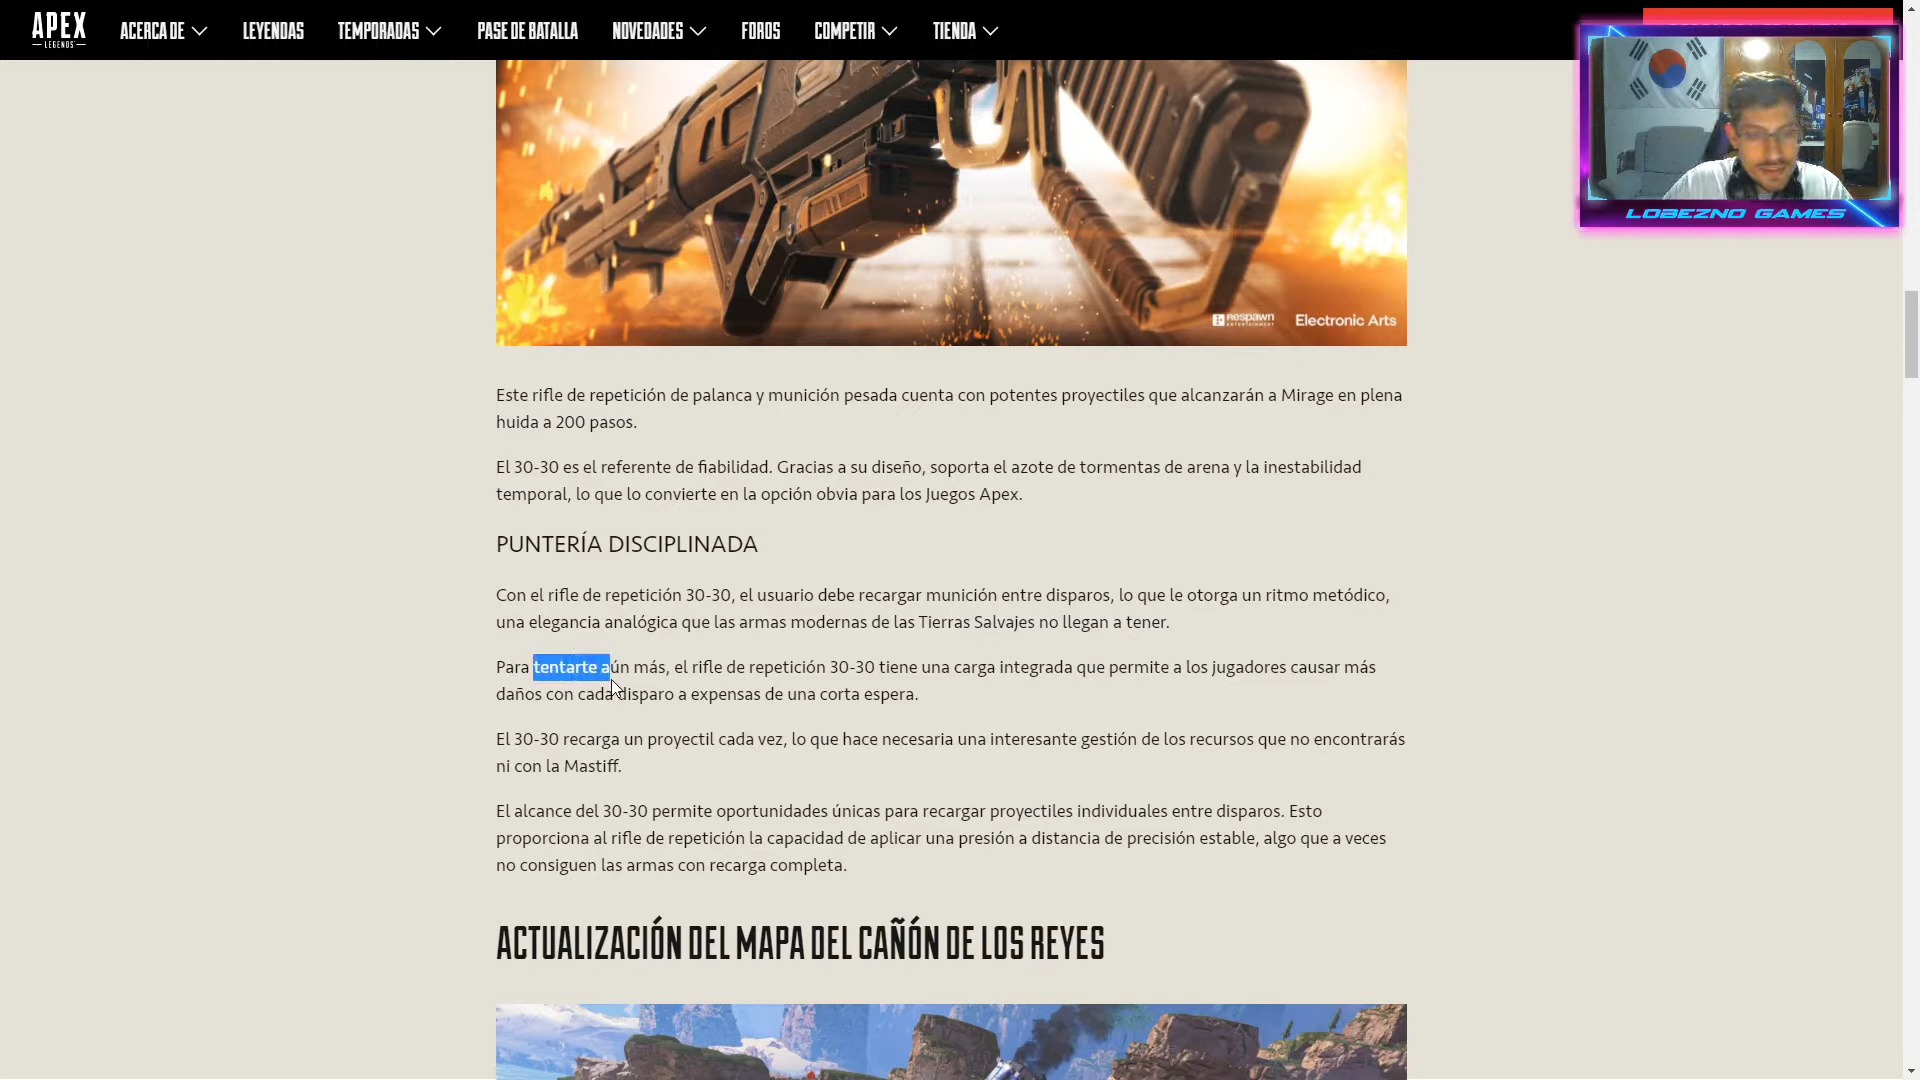 APEX
LEGENDS
ACERCA DE
LEYENDAS
TEMPORADAS
PASE DE BATALLA
NOVEDADES
FOROS
COMPETIR
TIENDA
LOBEZNO GAMES
Respawn
ENTERTAINMENT
Electronic Arts
Este rifle de repetición de palanca y munición pesada cuenta con potentes proyectiles que alcanzarán a Mirage en plena
huida a 200 pasos.
El 30-30 es el referente de fiabilidad. Gracias a su diseño, soporta el azote de tormentas de arena y la inestabilidad
temporal, lo que lo convierte en la opción obvia para los Juegos Apex.
PUNTERÍA DISCIPLINADA
Con el rifle de repetición 30-30, el usuario debe recargar munición entre disparos, lo que le otorga un ritmo metódico,
una elegancia analógica que las armas modernas de las Tierras Salvajes no llegan a tener.
Para tentarte aún más, el rifle de repetición 30-30 tiene una carga integrada que permite a los jugadores causar más
daños con cada disparo a expensas de una corta espera.
El 30-30 recarga un proyectil cada vez, lo que hace necesaria una interesante gestión de los recursos que no encontrarás
ni con la Mastiff.
El alcance del 30-30 permite oportunidades únicas para recargar proyectiles individuales entre disparos. Esto
proporciona al rifle de repetición la capacidad de aplicar una presión a distancia de precisión estable, algo que a veces
no consiguen las armas con recarga completa.
ACTUALIZACIÓN DEL MAPA DEL CAÑÓN DE LOS REYES